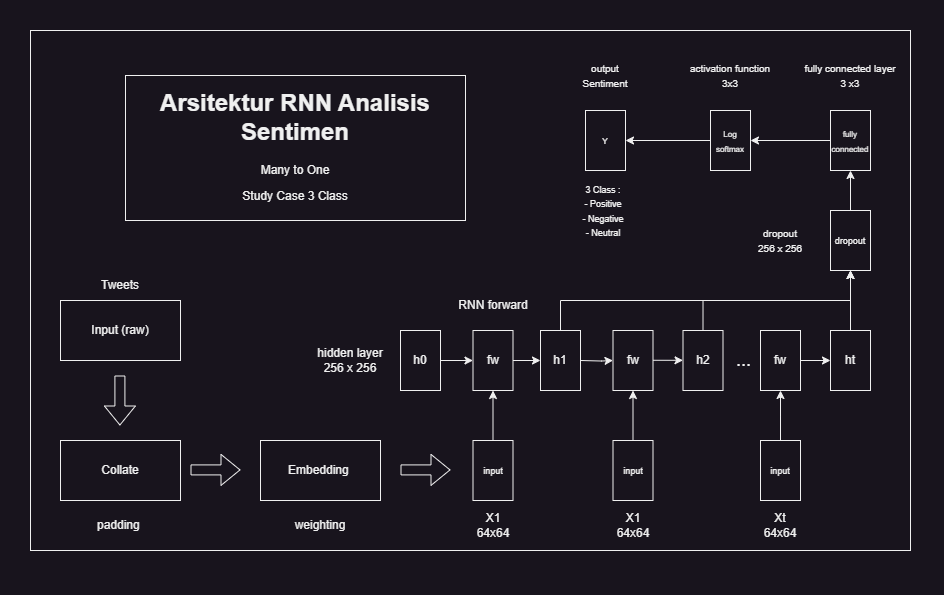 Arsitektur RNN Analisis
Sentimen
Many to One
Study Case 3 Class
output
Sentiment
activation function
3x3
fully connected layer
3 x3
Y
Log
softmax
fully
connected
3 Class :
- Positive
- Negative
- Neutral
dropout
256 x 256
dropout
Tweets
Input (raw)
RNN forward
hidden layer
256 x 256
h0
fw
h1
fw
h2
...
fw
ht
Collate
Embedding
input
input
input
padding
weighting
X1
64x64
X1
64x64
Xt
64x64